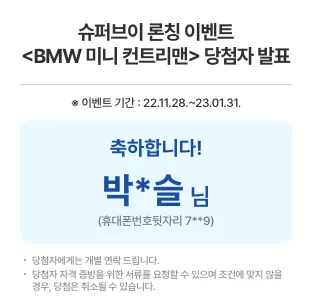 슈퍼브이 론칭 이벤트
<BMW 미니 컨트리맨> 당첨자 발표
※ 이벤트 기간 : 22.11.28.~23.01.31.
축하합니다!
박*슬 님
(휴대폰번호뒷자리 7**9)
· 당첨자에게는 개별 연락 드립니다.
· 당첨자 자격 증빙을 위한 서류를 요청할 수 있으며 조건에 맞지 않을
경우, 당첨은 취소될 수 있습니다.